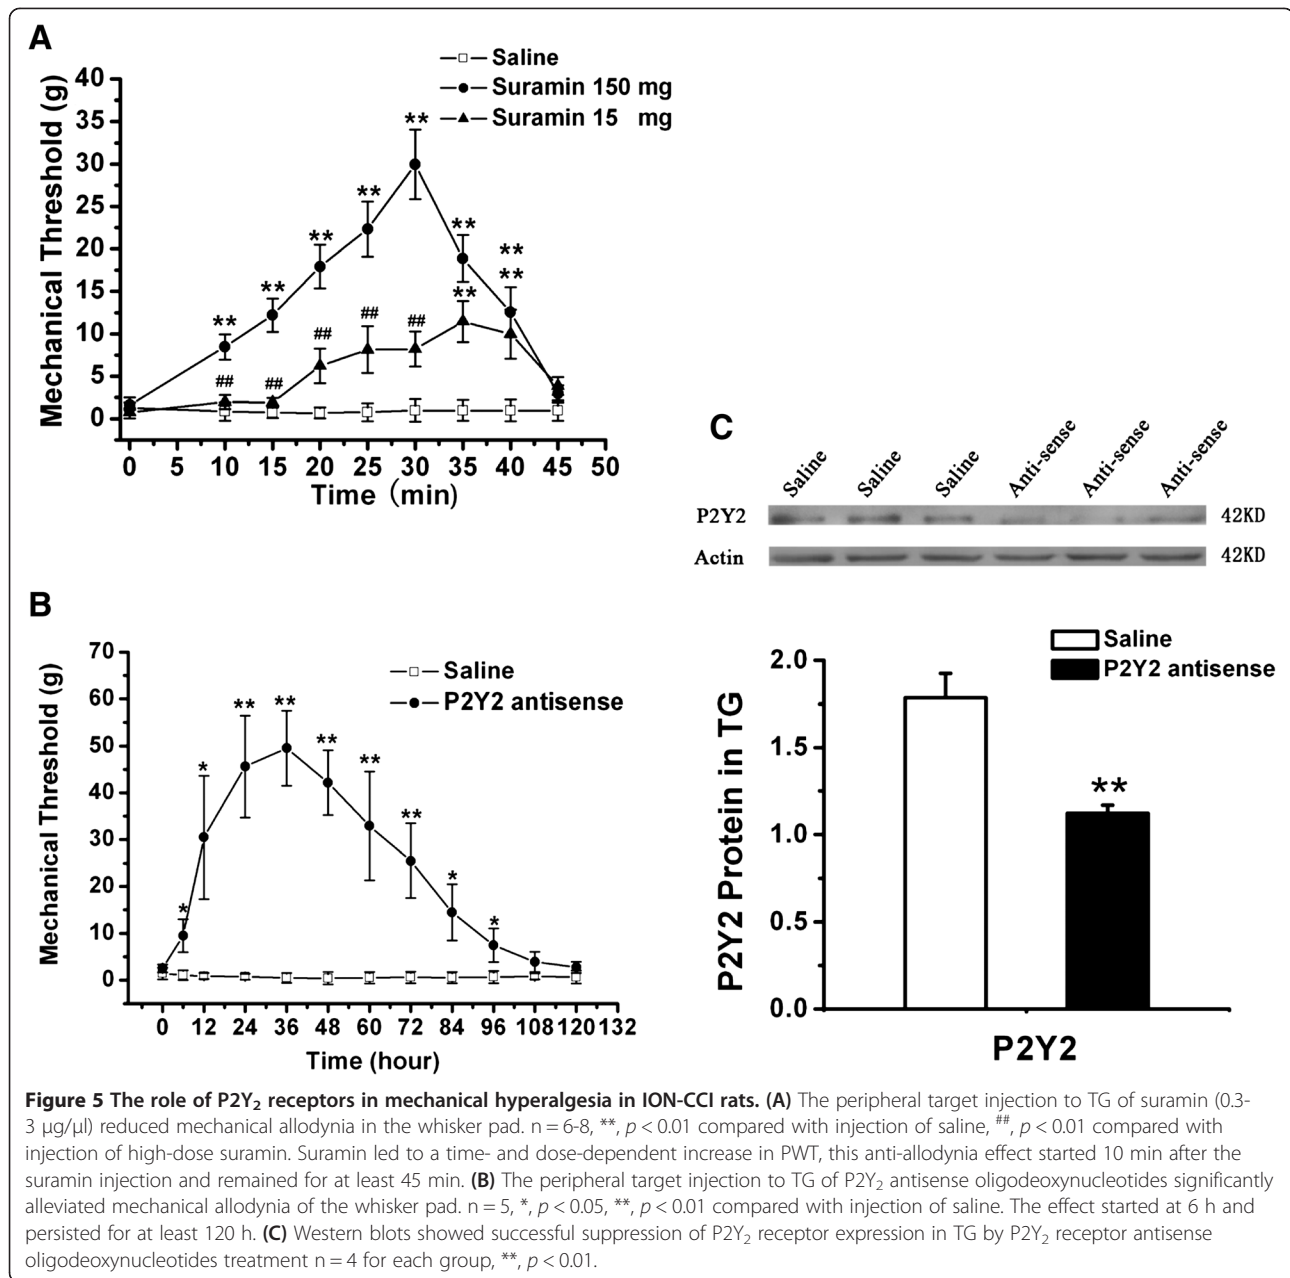 A
Saline
Suramin 150 mg
Suramin 15 mg
Mechanical Threshold (g)
40
35
30
25
20
15
10
5
0
** ** ** ** ** ** ** ** **
## ## ## ## ##
0 5 10 15 20 25 30 35 40 45 50
Time (min)
C
Saline Saline Saline Anti-sense Anti-sense Anti-sense
P2Y2 42KD
Actin 42KD
B
Saline
P2Y2 antisense
Mechanical Threshold (g)
70
60
50
40
30
20
10
0
* * ** ** ** ** ** * *
0 12 24 36 48 60 72 84 96 108 120 132
Time (hour)
Saline
P2Y2 antisense
P2Y2 Protein in TG
2.0
1.5
1.0
0.5
0.0
**
P2Y2
Figure 5 The role of P2Y₂ receptors in mechanical hyperalgesia in ION-CCI rats. (A) The peripheral target injection to TG of suramin (0.3-
3 μg/μl) reduced mechanical allodynia in the whisker pad. n = 6-8, **, p < 0.01 compared with injection of saline, ##, p < 0.01 compared with
injection of high-dose suramin. Suramin led to a time- and dose-dependent increase in PWT, this anti-allodynia effect started 10 min after the
suramin injection and remained for at least 45 min. (B) The peripheral target injection to TG of P2Y₂ antisense oligodeoxynucleotides significantly
alleviated mechanical allodynia of the whisker pad. n = 5, *, p < 0.05, **, p < 0.01 compared with injection of saline. The effect started at 6 h and
persisted for at least 120 h. (C) Western blots showed successful suppression of P2Y₂ receptor expression in TG by P2Y₂ receptor antisense
oligodeoxynucleotides treatment n = 4 for each group, **, p < 0.01.